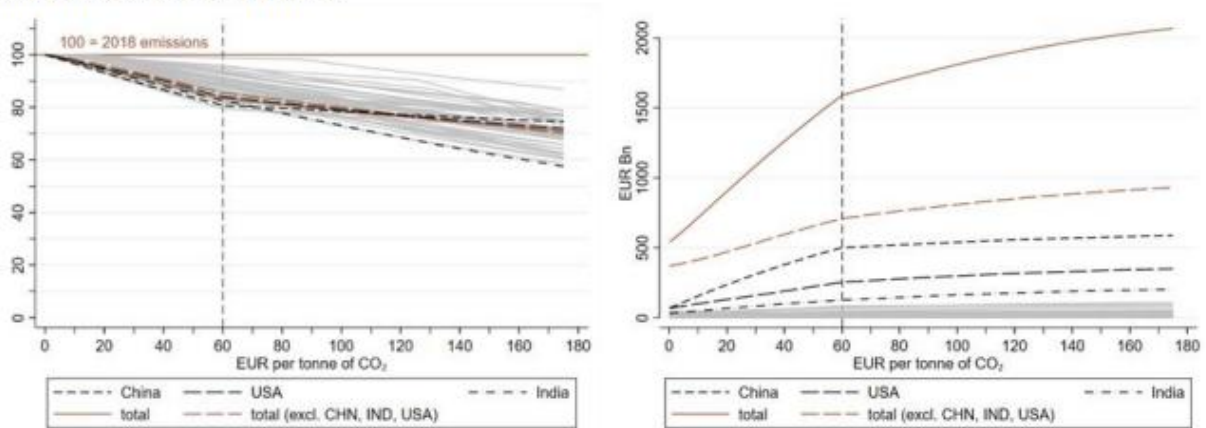 100 = 2018 emissions
100
80
60
40
20
0
0 20 40 60 80 100 120 140 160 180
EUR per tonne of CO₂
China USA India
total total (excl. CHN, IND, USA)
EUR Bn
2000
1500
1000
500
0
0 20 40 60 80 100 120 140 160 180
EUR per tonne of CO₂
China USA India
total total (excl. CHN, IND, USA)